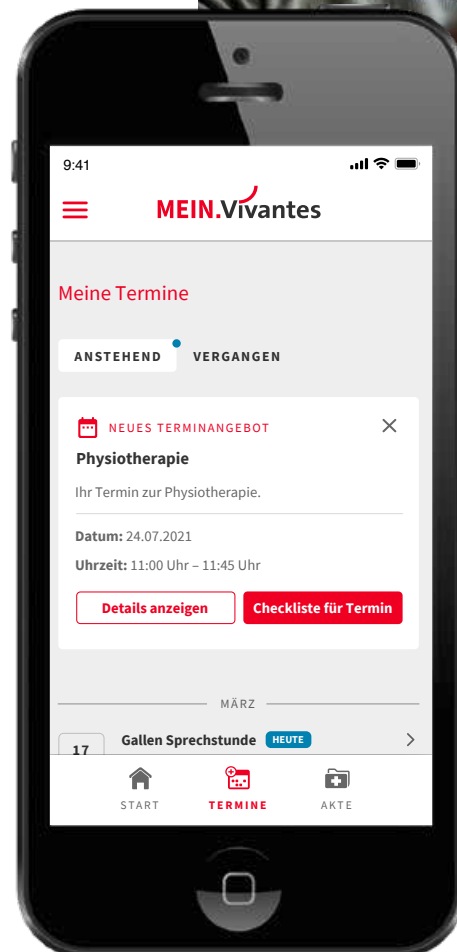 9:41
MEIN.Vivantes
Meine Termine
ANSTEHEND VERGANGEN
NEUES TERMINANGEBOT
Physiotherapie
Ihr Termin zur Physiotherapie.
Datum: 24.07.2021
Uhrzeit: 11:00 Uhr – 11:45 Uhr
Details anzeigen Checkliste für Termin
MÄRZ
17 Gallen Sprechstunde HEUTE
START TERMINE AKTE